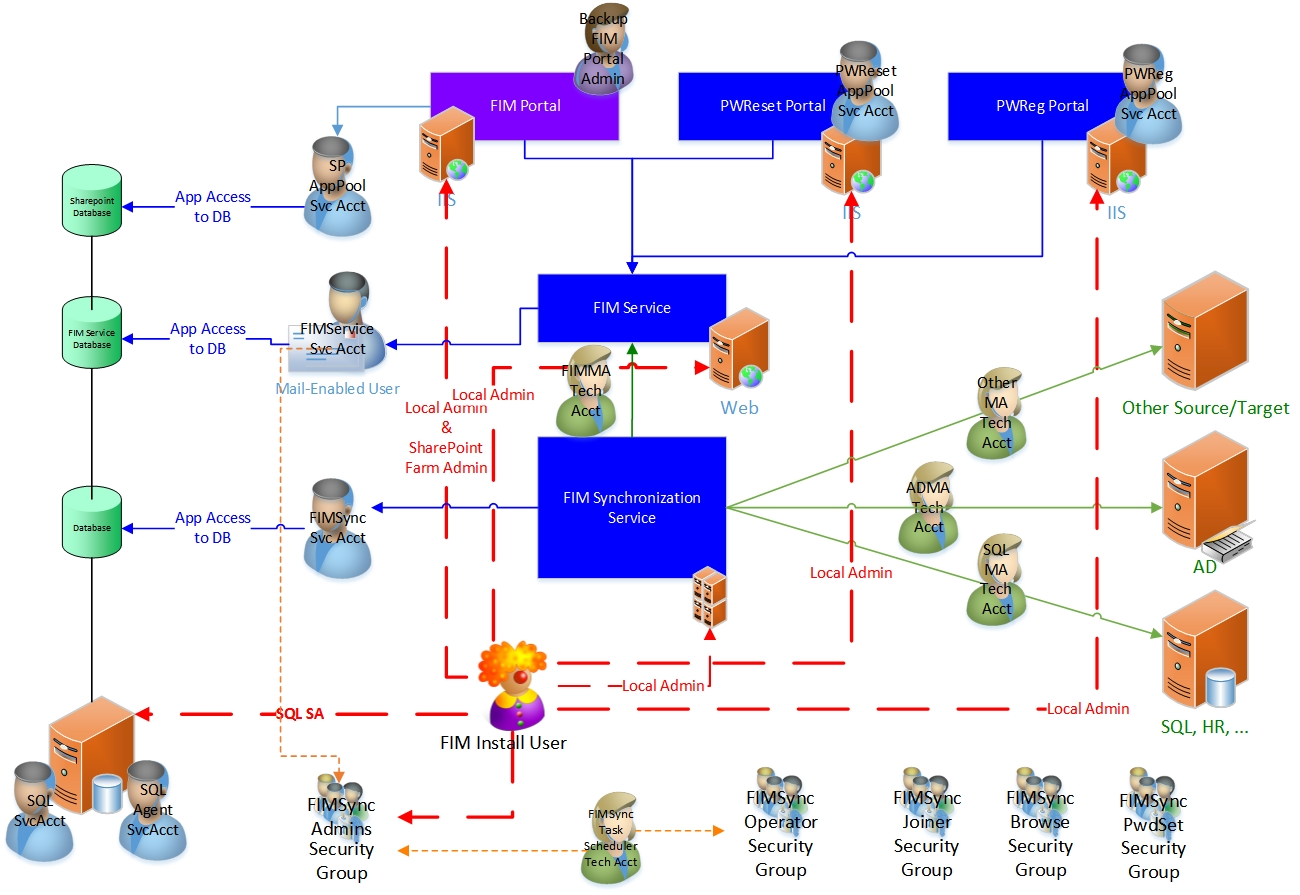 Backup
FIM
Portal
Admin
FIM Portal
PWReset Portal
PWReset
AppPool
Svc Acct
PWReg Portal
PWReg
AppPool
Svc Acct
IIS
IIS
IIS
SP
AppPool
Svc Acct
App Access
to DB
Sharepoint
Database
FIM Service
Web
FIMService
Svc Acct
Mail-Enabled User
App Access
to DB
FIM Service
Database
FIMMA
Tech
Acct
Local Admin
Local Admin
&
SharePoint
Farm Admin
Other
MA
Tech
Acct
Other Source/Target
FIM Synchronization
Service
ADMA
Tech
Acct
AD
SQL
MA
Tech
Acct
SQL, HR, ...
FIMSync
Svc Acct
App Access
to DB
Database
Local Admin
Local Admin
Local Admin
SQL SA
FIM Install User
SQL
SvcAcct
SQL
Agent
SvcAcct
FIMSync
Admins
Security
Group
FIMSync
Task
Scheduler
Tech Acct
FIMSync
Operator
Security
Group
FIMSync
Joiner
Security
Group
FIMSync
Browse
Security
Group
FIMSync
PwdSet
Security
Group